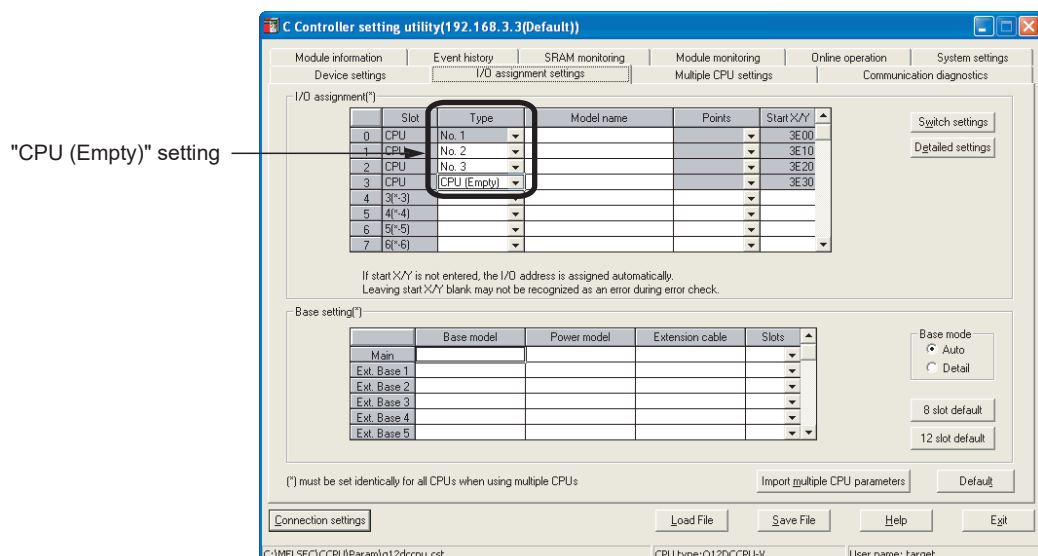 C Controller setting utility(192.168.3.3(Default))
Module information Event history SRAM monitoring Module monitoring Online operation System settings
Device settings I/O assignment settings Multiple CPU settings Communication diagnostics
I/O assignment(*)
Slot Type Model name Points Start X/Y
0 CPU No. 1 3E00
1 CPU No. 2 3E10
2 CPU No. 3 3E20
3 CPU CPU (Empty) 3E30
4 3(*-3)
5 4(*-4)
6 5(*-5)
7 6(*-6)
Switch settings
Detailed settings
"CPU (Empty)" setting
If start X/Y is not entered, the I/O address is assigned automatically.
Leaving start X/Y blank may not be recognized as an error during error check.
Base setting(*)
Base model Power model Extension cable Slots
Main
Ext. Base 1
Ext. Base 2
Ext. Base 3
Ext. Base 4
Ext. Base 5
Base mode
Auto
Detail
8 slot default
12 slot default
(*) must be set identically for all CPUs when using multiple CPUs
Import multiple CPU parameters Default
Connection settings Load File Save File Help Exit
C:\MELSEC\CCPU\Param\q12dccpu.cst CPU type:Q12DCCPU-V User name: target